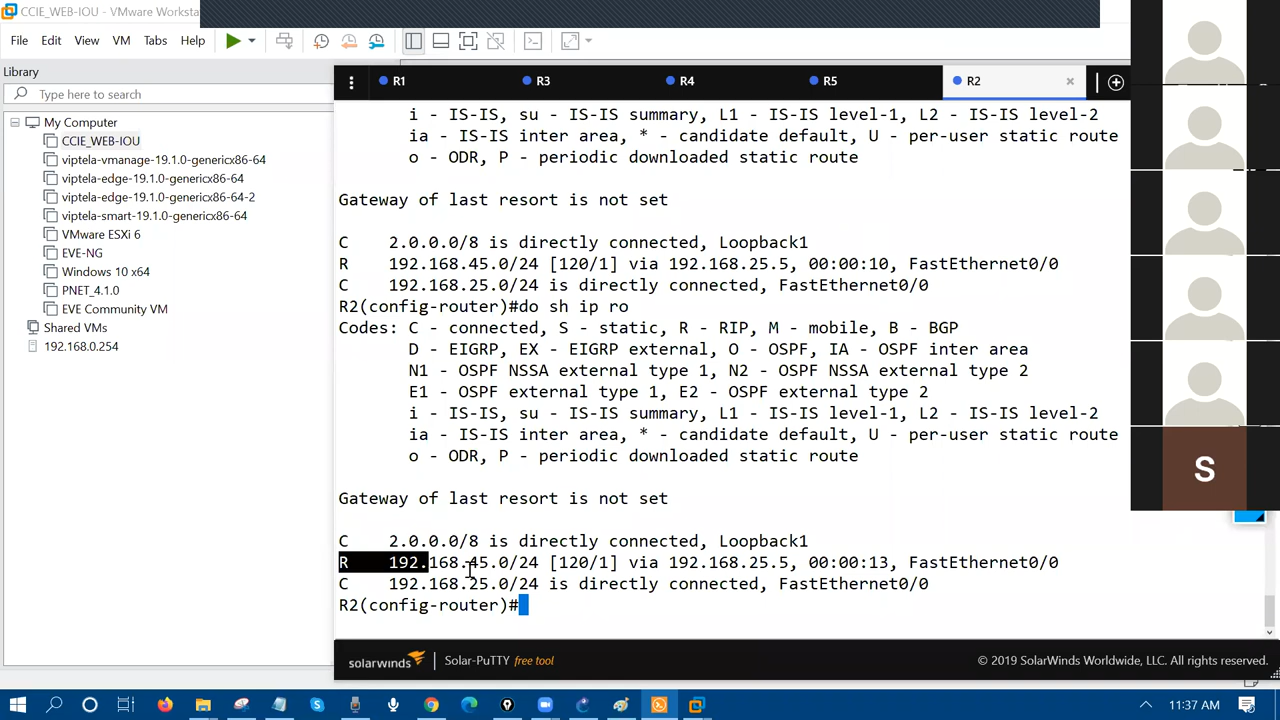 CCIE_WEB-IOU - VMware Worksta
File Edit View VM Tabs Help
Library
Type here to search
My Computer
CCIE_WEB-IOU
viptela-vmanage-19.1.0-genericx86-64
viptela-edge-19.1.0-genericx86-64
viptela-edge-19.1.0-genericx86-64-2
viptela-smart-19.1.0-genericx86-64
VMware ESXi 6
EVE-NG
Windows 10 x64
PNET_4.1.0
EVE Community VM
Shared VMs
192.168.0.254
R1 R3 R4 R5 R2
i - IS-IS, su - IS-IS summary, L1 - IS-IS level-1, L2 - IS-IS level-2
ia - IS-IS inter area, * - candidate default, U - per-user static route
o - ODR, P - periodic downloaded static route
Gateway of last resort is not set
C 2.0.0.0/8 is directly connected, Loopback1
R 192.168.45.0/24 [120/1] via 192.168.25.5, 00:00:10, FastEthernet0/0
C 192.168.25.0/24 is directly connected, FastEthernet0/0
R2(config-router)#do sh ip ro
Codes: C - connected, S - static, R - RIP, M - mobile, B - BGP
D - EIGRP, EX - EIGRP external, O - OSPF, IA - OSPF inter area
N1 - OSPF NSSA external type 1, N2 - OSPF NSSA external type 2
E1 - OSPF external type 1, E2 - OSPF external type 2
i - IS-IS, su - IS-IS summary, L1 - IS-IS level-1, L2 - IS-IS level-2
ia - IS-IS inter area, * - candidate default, U - per-user static route
o - ODR, P - periodic downloaded static route
Gateway of last resort is not set
C 2.0.0.0/8 is directly connected, Loopback1
R 192.168.45.0/24 [120/1] via 192.168.25.5, 00:00:13, FastEthernet0/0
C 192.168.25.0/24 is directly connected, FastEthernet0/0
R2(config-router)#
solarwinds Solar-PuTTY free tool © 2019 SolarWinds Worldwide, LLC. All rights reserved.
S
11:37 AM